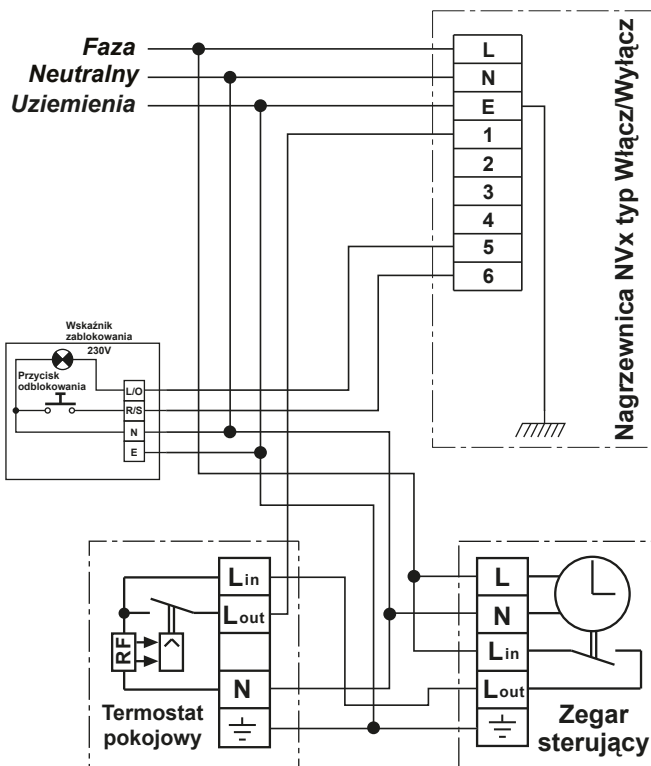 Faza
Neutralny
Uziemienia
L
N
E
1
2
3
4
5
6
Nagrzewnica NVx typ Włącz/Wyłącz
Wskaźnik
zablokowania
230V
Przycisk
odblokowania
L/O
R/S
N
E
Lin
Lout
N
RF
Termostat
pokojowy
L
N
Lin
Lout
Zegar
sterujący